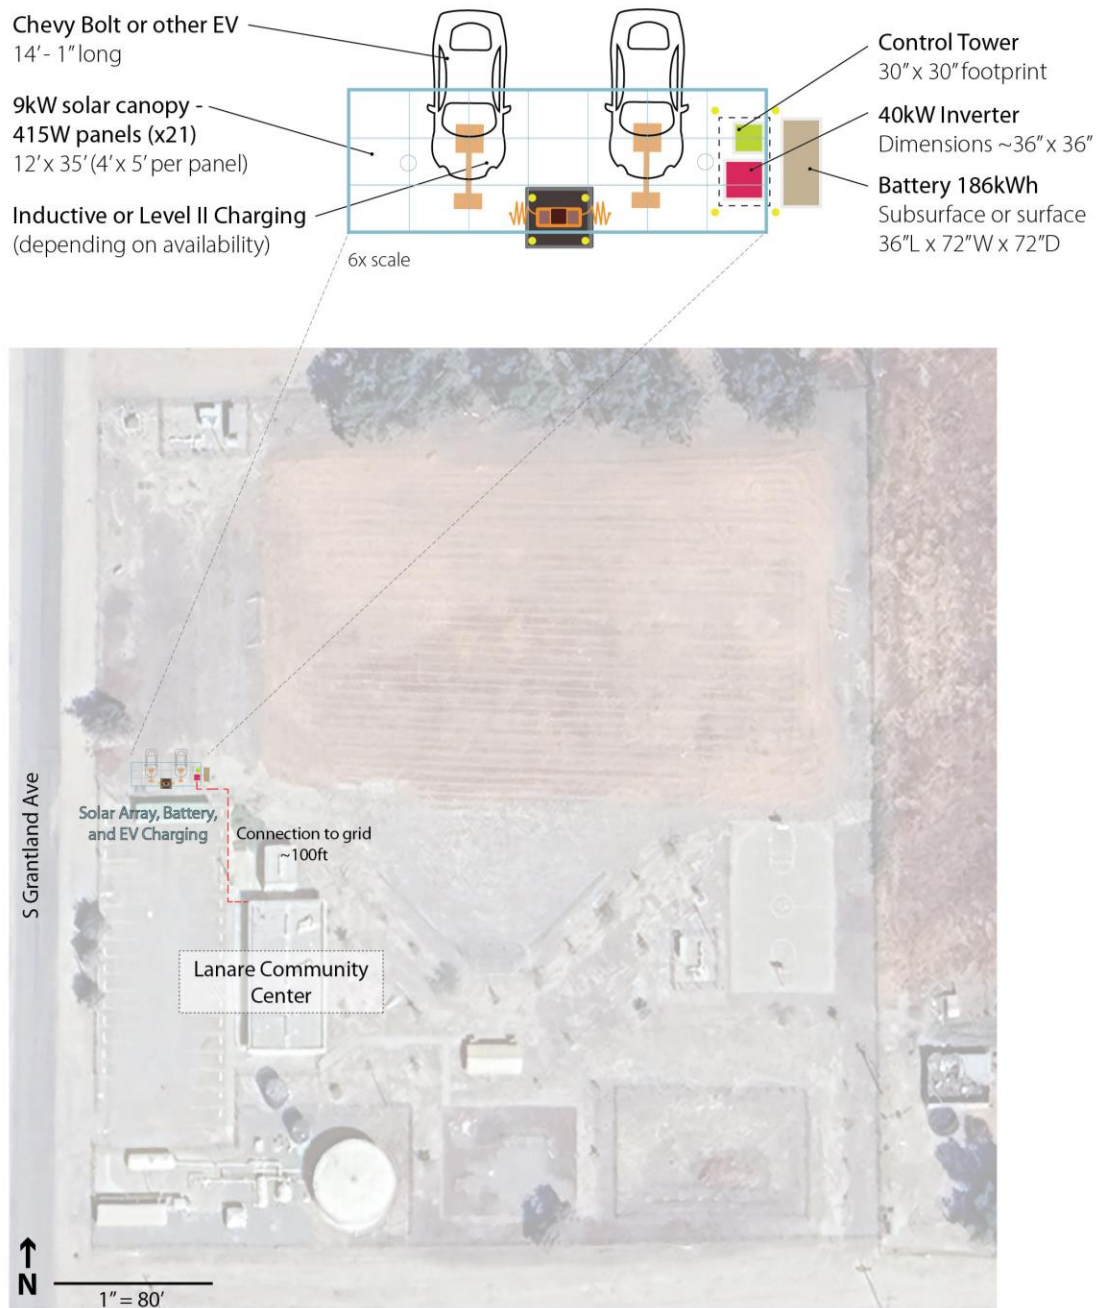 Chevy Bolt or other EV
14' - 1" long
9kW solar canopy -
415W panels (x21)
12' x 35' (4' x 5' per panel)
Inductive or Level II Charging
(depending on availability)
6x scale
Control Tower
30" x 30" footprint
40kW Inverter
Dimensions ~36" x 36"
Battery 186kWh
Subsurface or surface
36"L x 72"W x 72"D
S Grantland Ave
Solar Array, Battery,
and EV Charging
Connection to grid
~100ft
Lanare Community
Center
N
1" = 80'